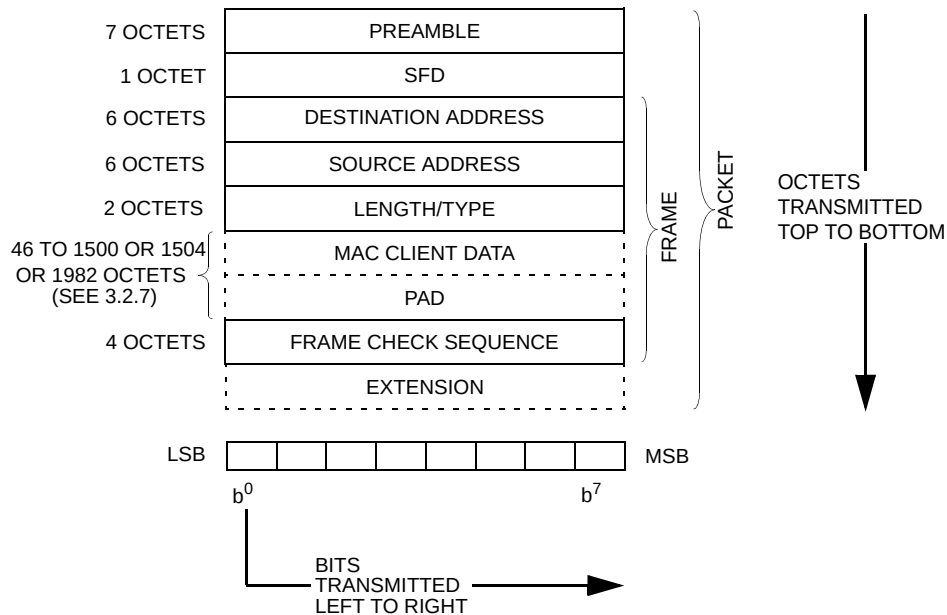 7 OCTETS PREAMBLE
1 OCTET SFD
6 OCTETS DESTINATION ADDRESS
6 OCTETS SOURCE ADDRESS
2 OCTETS LENGTH/TYPE
46 TO 1500 OR 1504
OR 1982 OCTETS
(SEE 3.2.7)
MAC CLIENT DATA
PAD
4 OCTETS FRAME CHECK SEQUENCE
EXTENSION
FRAME
PACKET
OCTETS
TRANSMITTED
TOP TO BOTTOM
LSB MSB
b0 b7
BITS
TRANSMITTED
LEFT TO RIGHT